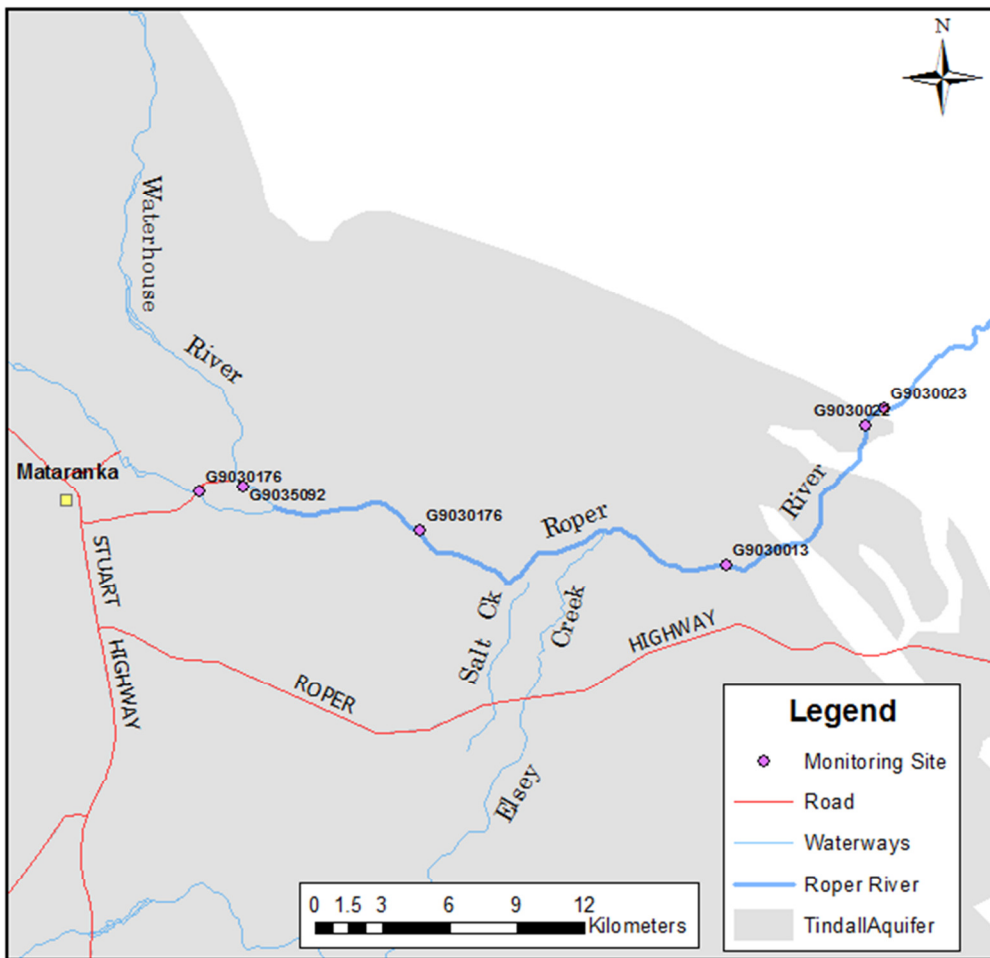 N
Waterhouse
River
G9030023
G9030022
Mataranka
G9030176
G9035092
G9030176
Roper
River
G9030013
STUART
HIGHWAY
Salt Ck
Creek
Elsey
ROPER
HIGHWAY
Legend
Monitoring Site
Road
Waterways
Roper River
TindallAquifer
0 1.5 3 6 9 12
Kilometers